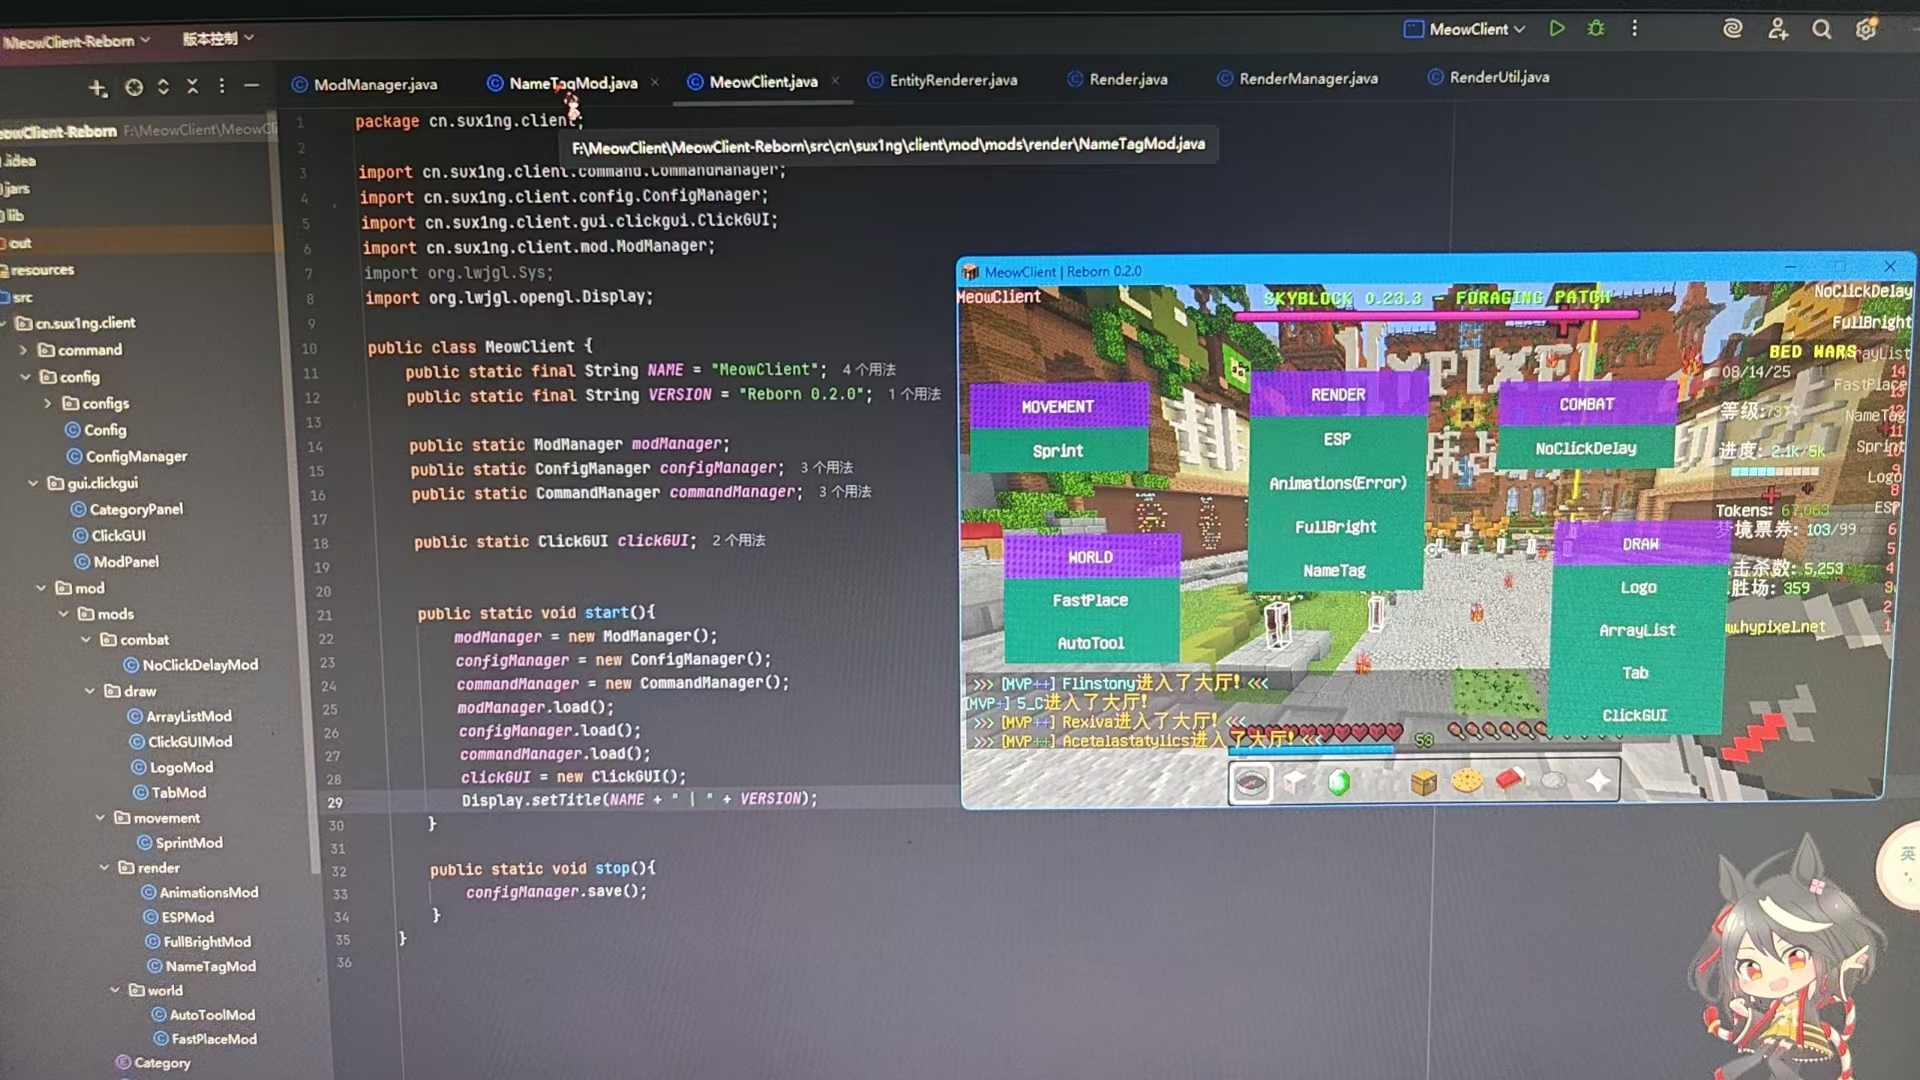 MeowClient-Reborn
版本控制
MeowClient
ModManager.java
NameTagMod.java
MeowClient.java
EntityRenderer.java
Render.java
RenderManager.java
RenderUtil.java
F:\MeowClient\MeowClient-Reborn\src\cn\sux1ng\client\mod\mods\render\NameTagMod.java
eowClient-Reborn F:\MeowClient\MeowCli
.idea
jars
lib
out
resources
src
cn.sux1ng.client
command
config
configs
Config
ConfigManager
gui.clickgui
CategoryPanel
ClickGUI
ModPanel
mod
mods
combat
NoClickDelayMod
draw
ArrayListMod
ClickGUIMod
LogoMod
TabMod
movement
SprintMod
render
AnimationsMod
ESPMod
FullBrightMod
NameTagMod
world
AutoToolMod
FastPlaceMod
Category
1 package cn.sux1ng.client;
2
3 import cn.sux1ng.client.command.CommandManager;
4 import cn.sux1ng.client.config.ConfigManager;
5 import cn.sux1ng.client.gui.clickgui.ClickGUI;
6 import cn.sux1ng.client.mod.ModManager;
7 import org.lwjgl.Sys;
8 import org.lwjgl.opengl.Display;
9
10 public class MeowClient {
11 public static final String NAME = "MeowClient"; 4 个用法
12 public static final String VERSION = "Reborn 0.2.0"; 1 个用法
13
14 public static ModManager modManager;
15 public static ConfigManager configManager; 3 个用法
16 public static CommandManager commandManager; 3 个用法
17
18 public static ClickGUI clickGUI; 2 个用法
19
20
21 public static void start(){
22 modManager = new ModManager();
23 configManager = new ConfigManager();
24 commandManager = new CommandManager();
25 modManager.load();
26 configManager.load();
27 commandManager.load();
28 clickGUI = new ClickGUI();
29 Display.setTitle(NAME + " | " + VERSION);
30 }
31
32 public static void stop(){
33 configManager.save();
34 }
35 }
36
MeowClient | Reborn 0.2.0
MeowClient
SKYBLOCK 0.23.3 - FORAGING PATCH
HYPIXEL
NoClickDelay
FullBright
ArrayList
FastPlace
NameTag
Sprint
Logo
ESP
BED WARS
08/14/25
等级:
进度: 2.1k/5k
Tokens: 67,063
梦境票券: 103/99
击杀数: 5,253
胜场: 359
w.hypixel.net
14
13
12
11
10
9
8
6
5
4
3
2
1
MOVEMENT
Sprint
RENDER
ESP
Animations(Error)
FullBright
NameTag
COMBAT
NoClickDelay
WORLD
FastPlace
AutoTool
DRAW
Logo
ArrayList
Tab
ClickGUI
>>> [MVP++] Flinstony进入了大厅! <<<
[MVP+] 5_C进入了大厅!
>>> [MVP++] Rexiva进入了大厅! <<<
>>> [MVP++] Acetalastatylics进入了大厅! <<<
53
英